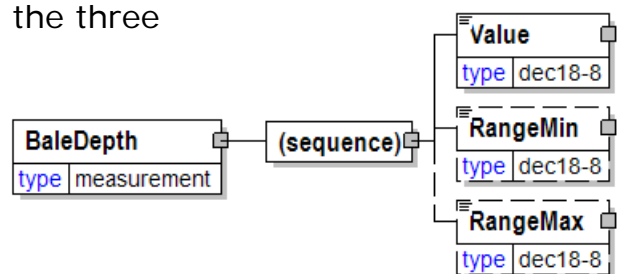 the three
Value
type dec18-8
BaleDepth
type measurement
(sequence)
RangeMin
type dec18-8
RangeMax
type dec18-8